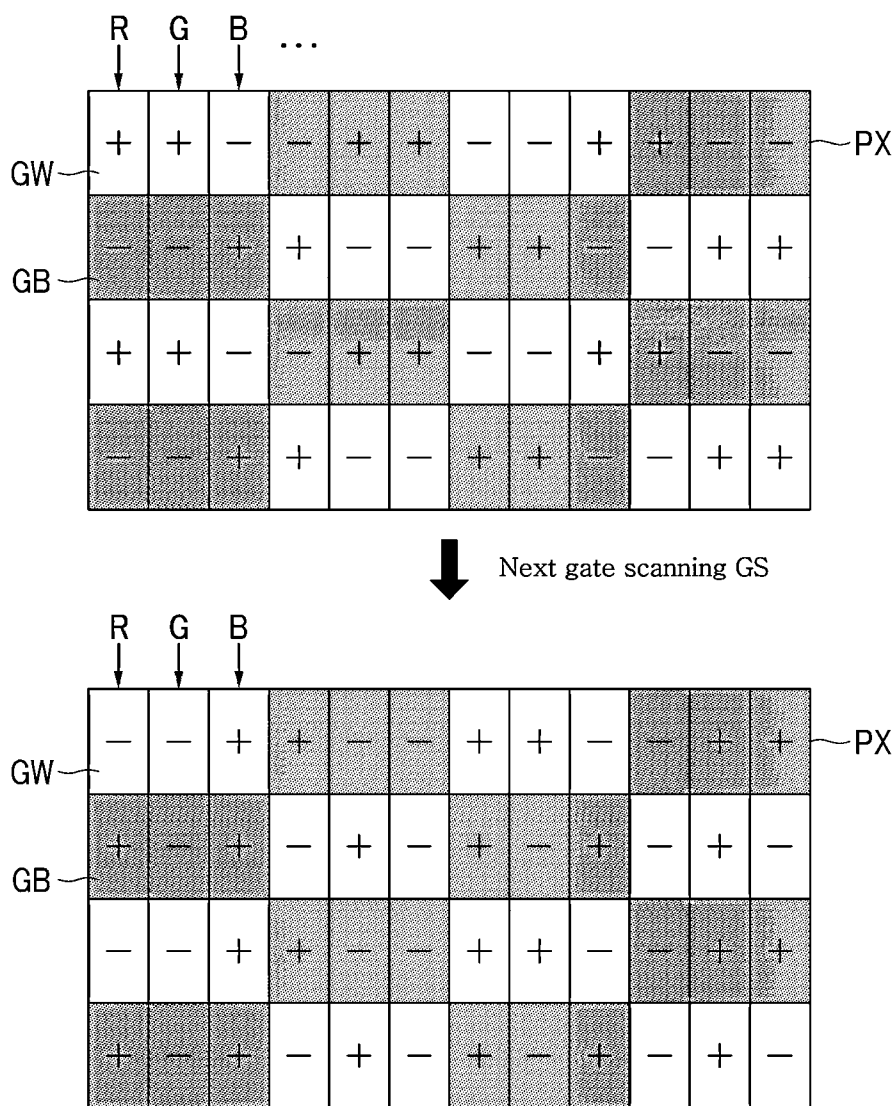 R G B ...
+ + - - + + - - + + - - PX
GW
- - + + - - + + - - + +
GB
+ + - - + + - - + + - -
- - + + - - + + - - + +
Next gate scanning GS
R G B
- - + + - - + + - - + + PX
GW
+ - + - + - + - + - + -
GB
- - + + - - + + - - + +
+ - + - + - + - + - + -